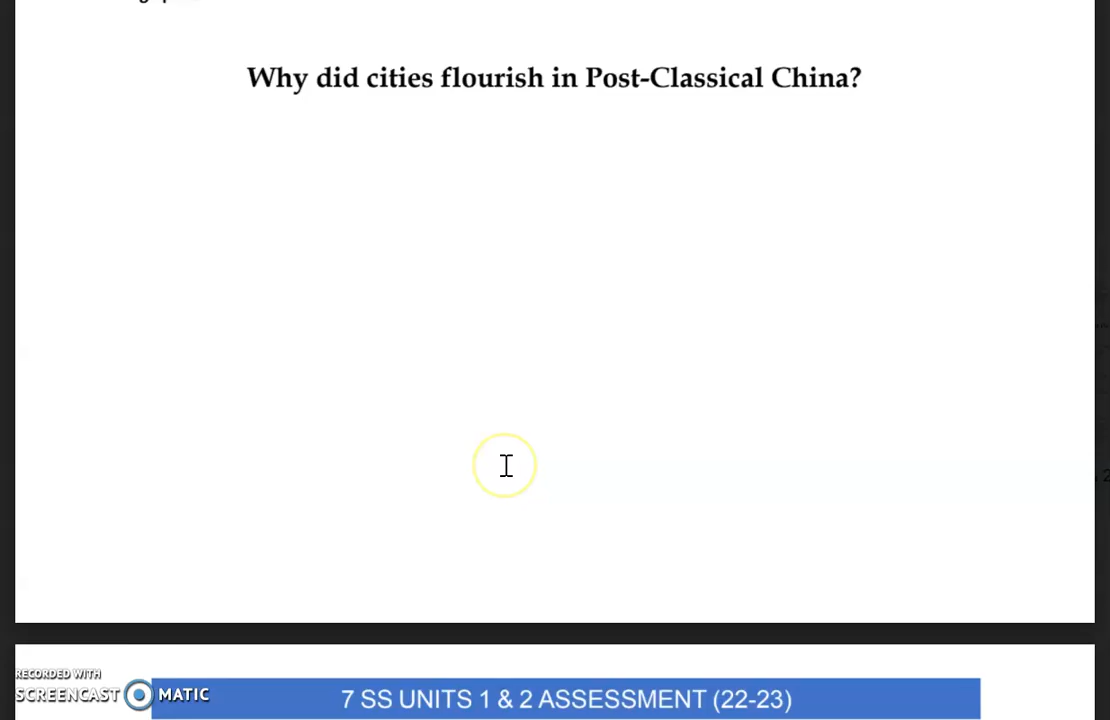 Why did cities flourish in Post-Classical China?
RECORDED WITH
SCREENCAST MATIC
7 SS UNITS 1 & 2 ASSESSMENT (22-23)